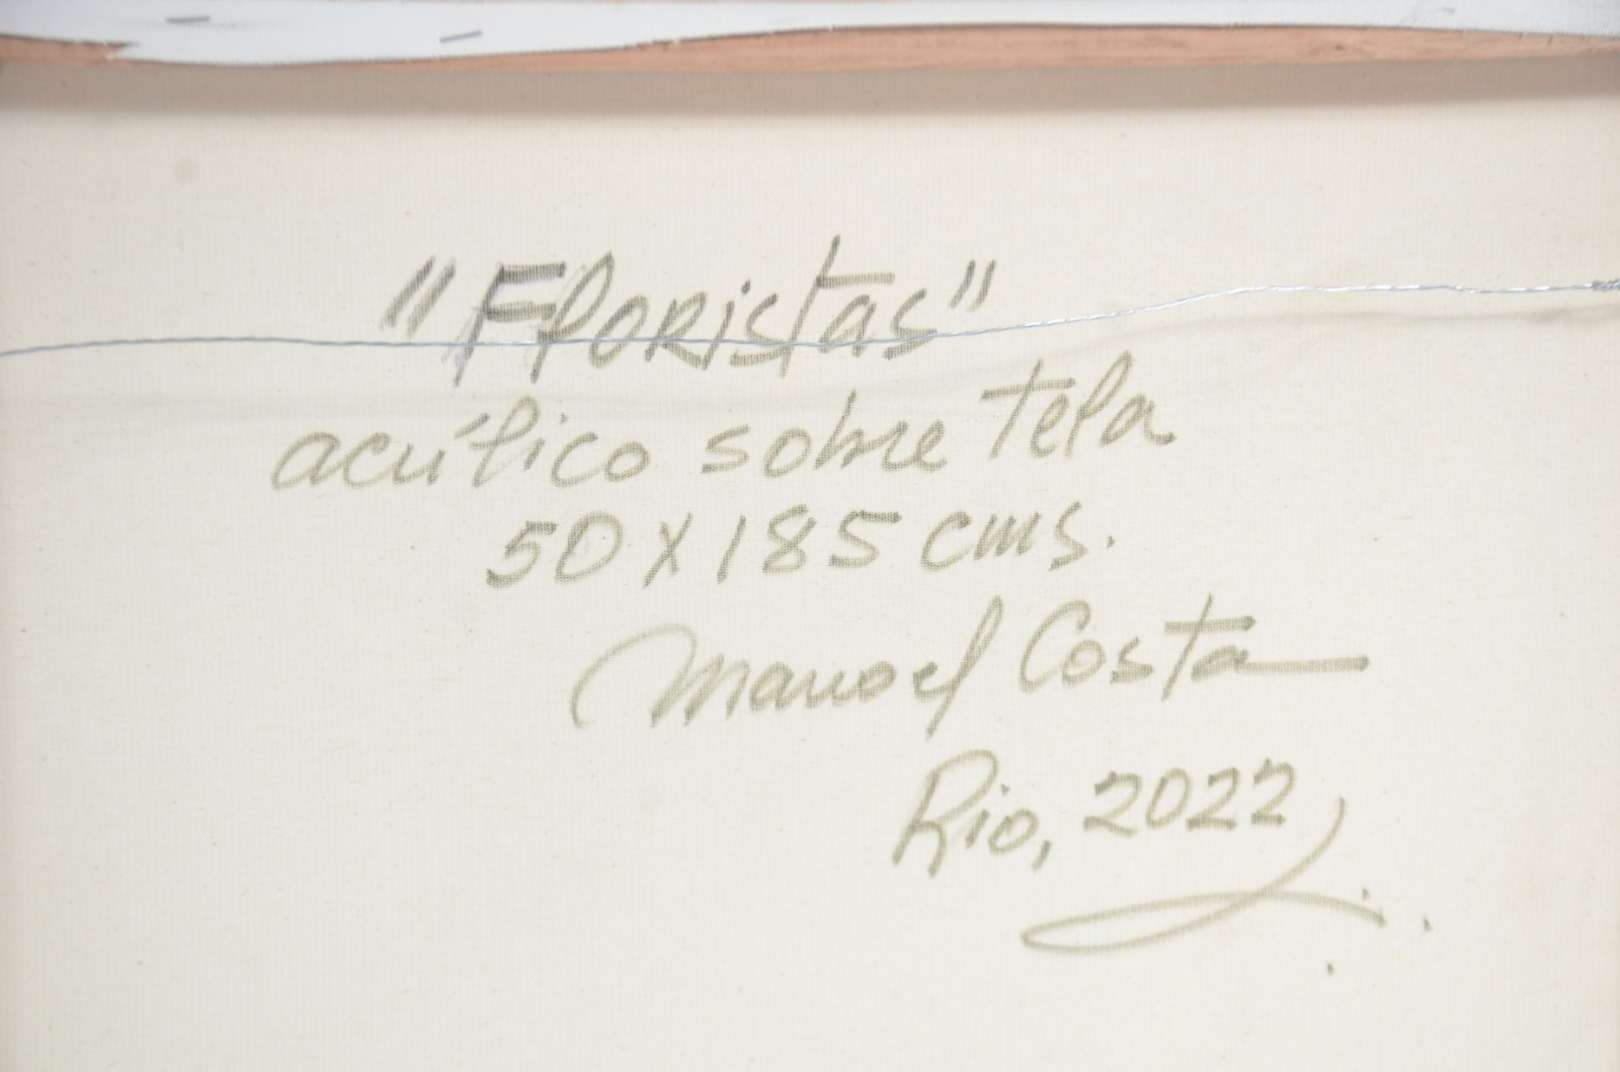 "Floristas"
acrílico sobre tela
50 x 185 cms.
Manoel Costa
Rio, 2022